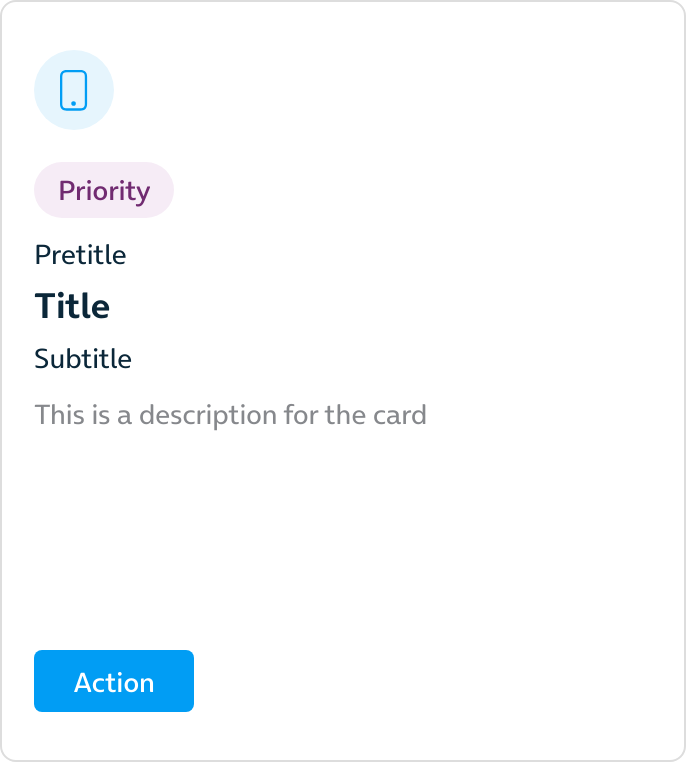 Priority
Pretitle
Title
Subtitle
This is a description for the card
Action